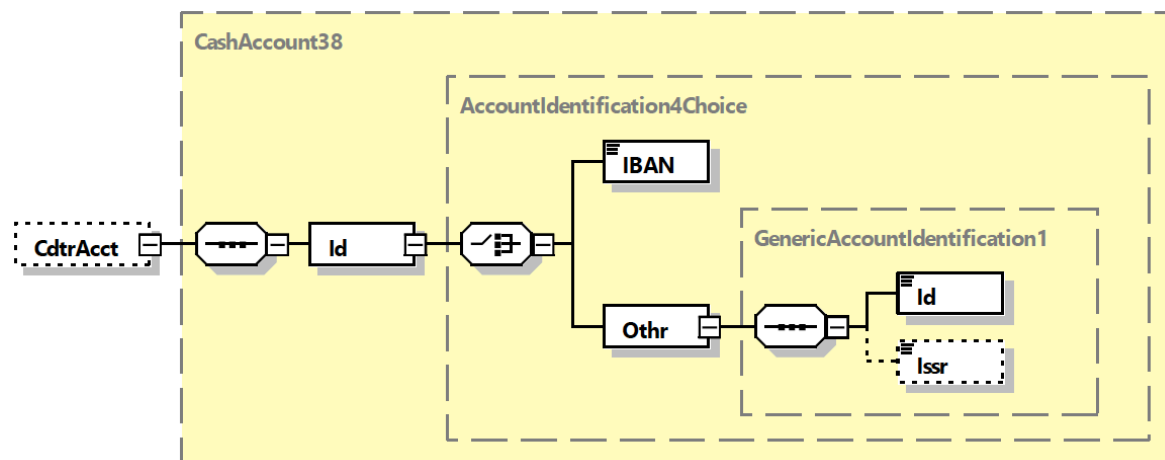 CashAccount38
AccountIdentification4Choice
IBAN
GenericAccountIdentification1
CdtrAcct
Id
Id
Othr
Issr